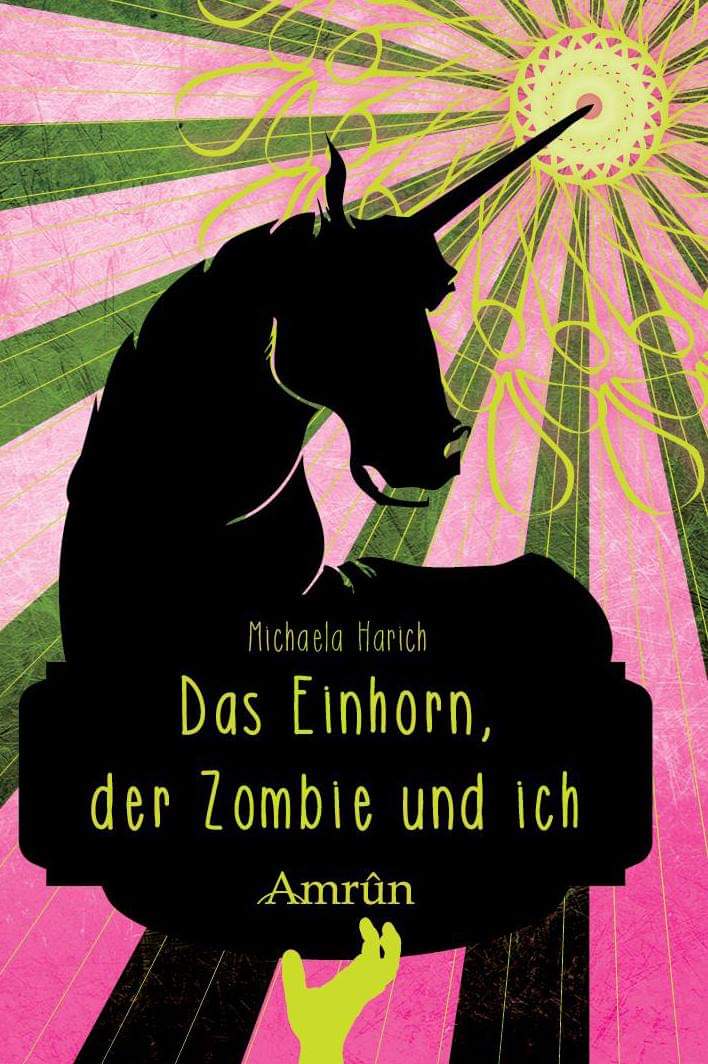 Michaela Harich
Das Einhorn,
der Zombie und ich
Amrûn